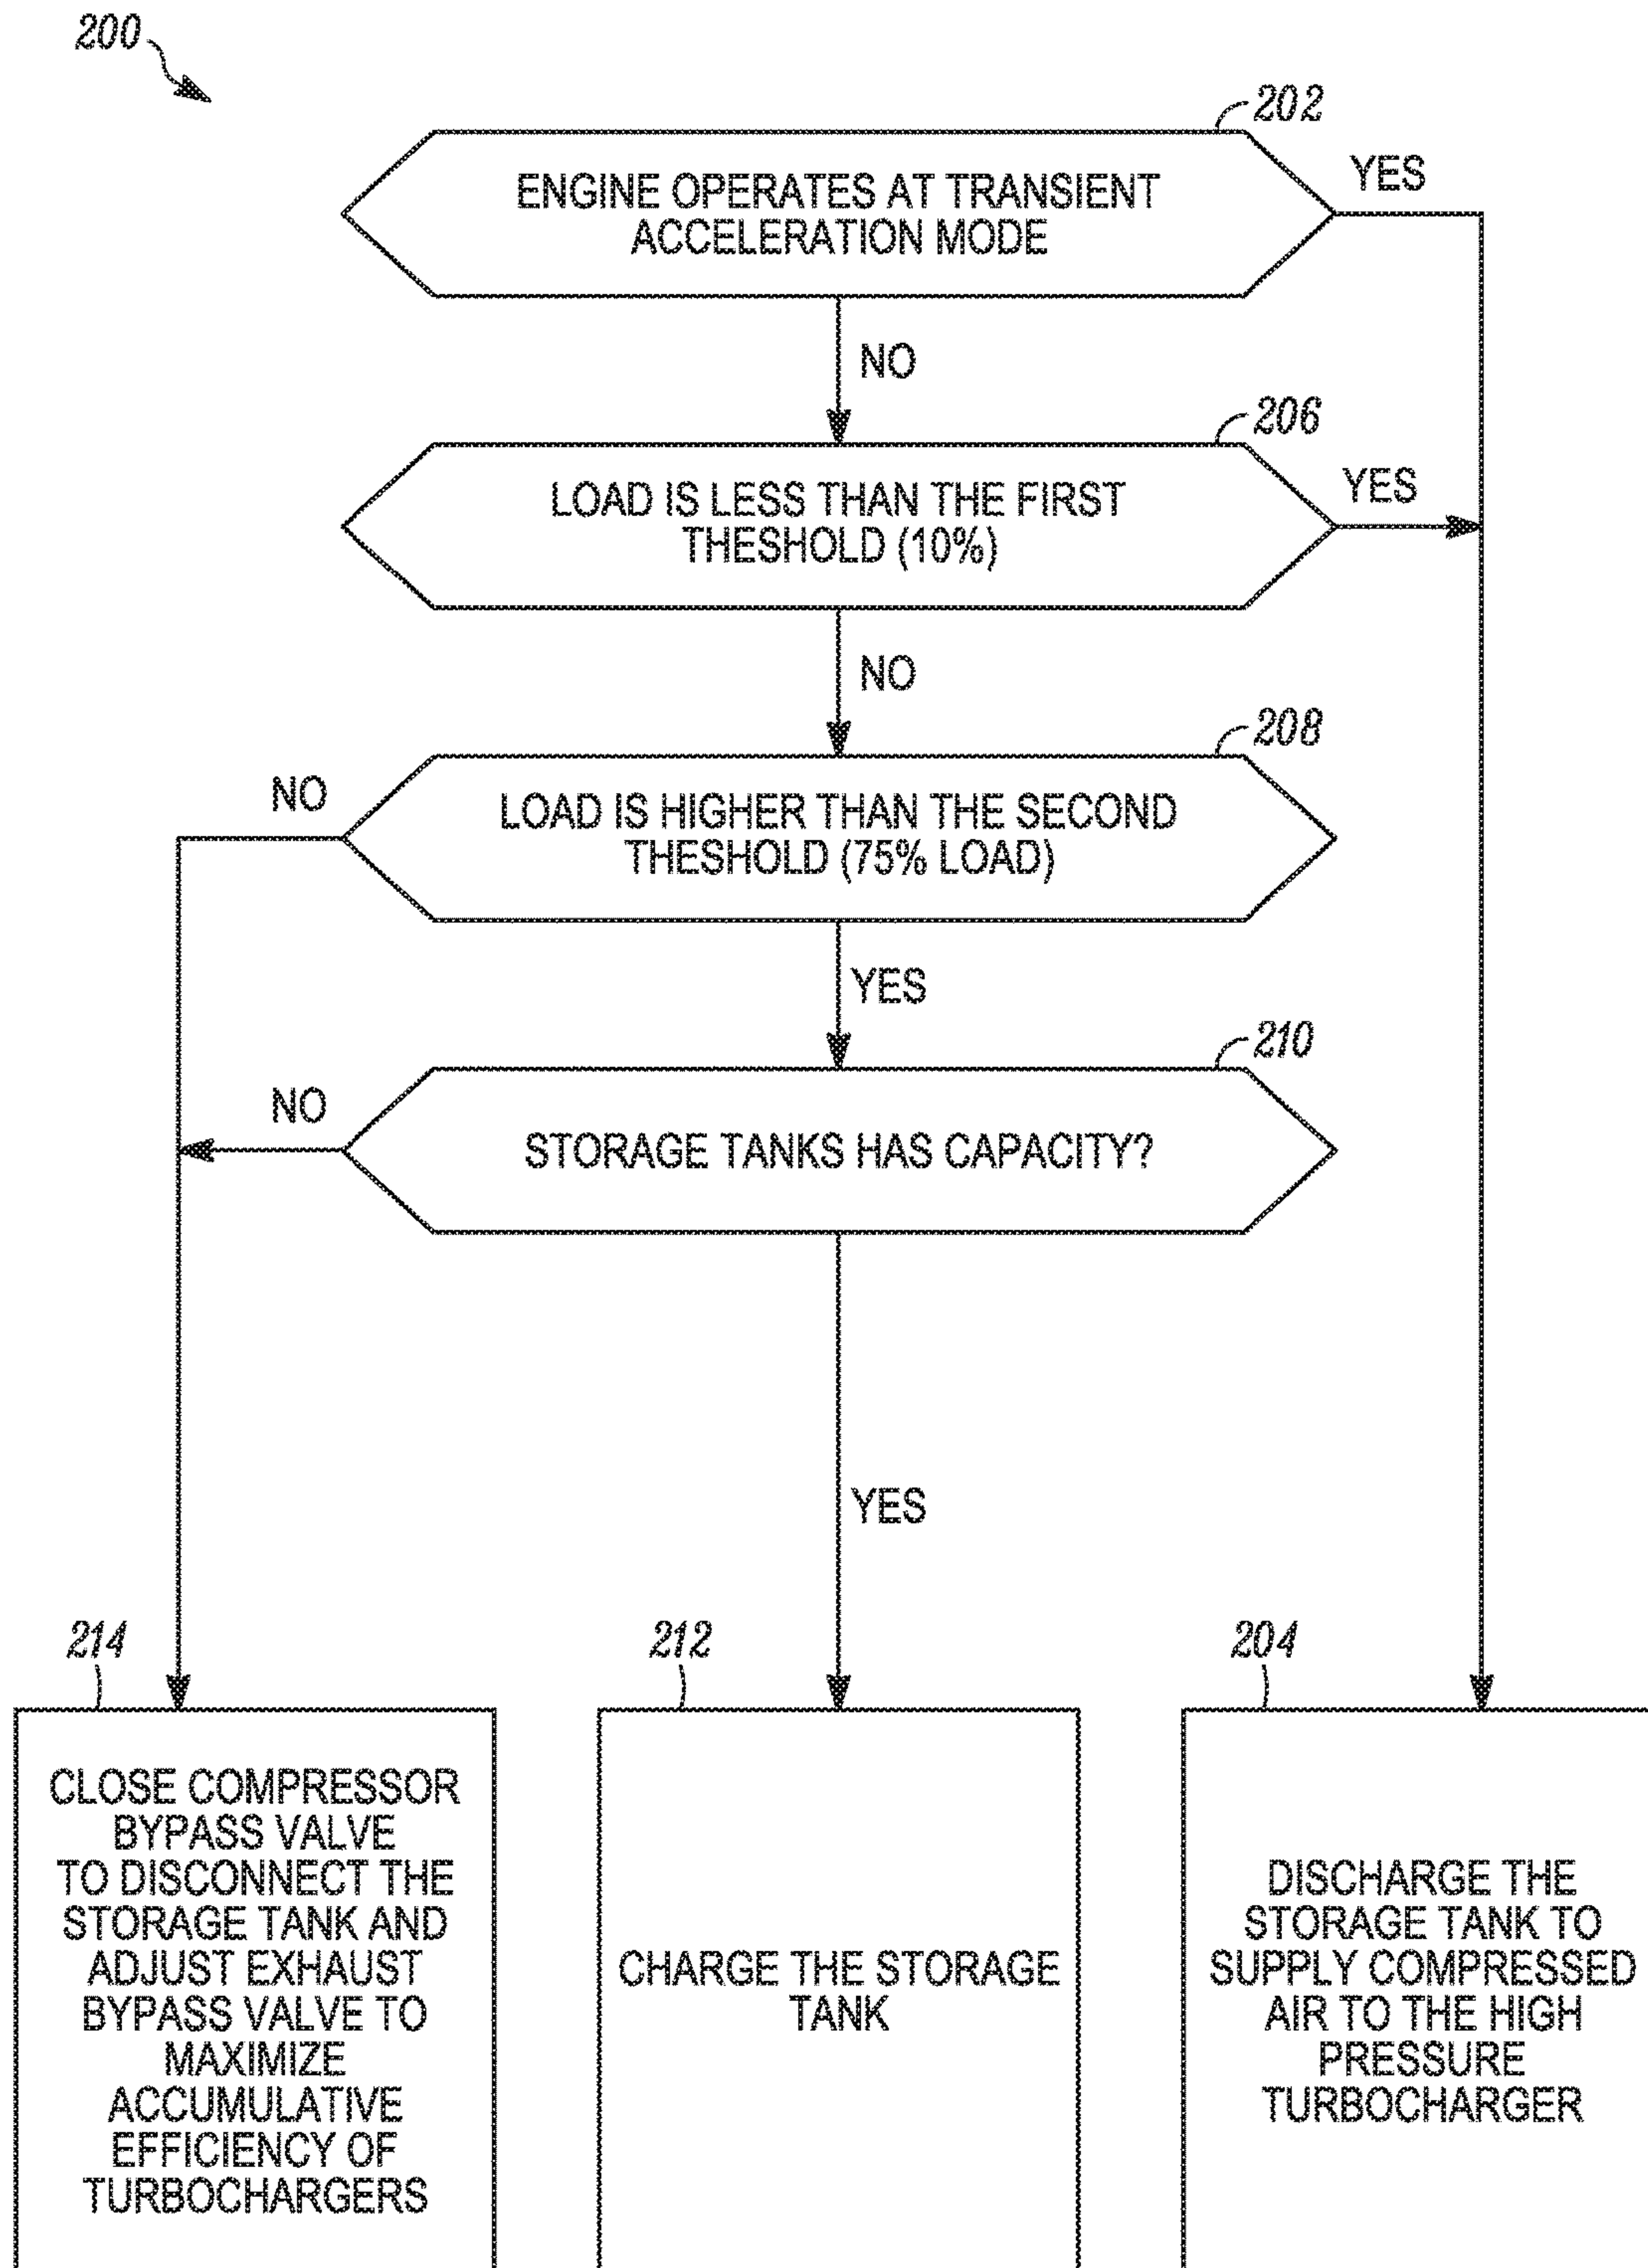 200
202
ENGINE OPERATES AT TRANSIENT
ACCELERATION MODE
YES
NO
206
LOAD IS LESS THAN THE FIRST
THESHOLD (10%)
YES
NO
208
NO
LOAD IS HIGHER THAN THE SECOND
THESHOLD (75% LOAD)
YES
210
NO
STORAGE TANKS HAS CAPACITY?
YES
214
CLOSE COMPRESSOR
BYPASS VALVE
TO DISCONNECT THE
STORAGE TANK AND
ADJUST EXHAUST
BYPASS VALVE TO
MAXIMIZE
ACCUMULATIVE
EFFICIENCY OF
TURBOCHARGERS
212
CHARGE THE STORAGE
TANK
204
DISCHARGE THE
STORAGE TANK TO
SUPPLY COMPRESSED
AIR TO THE HIGH
PRESSURE
TURBOCHARGER